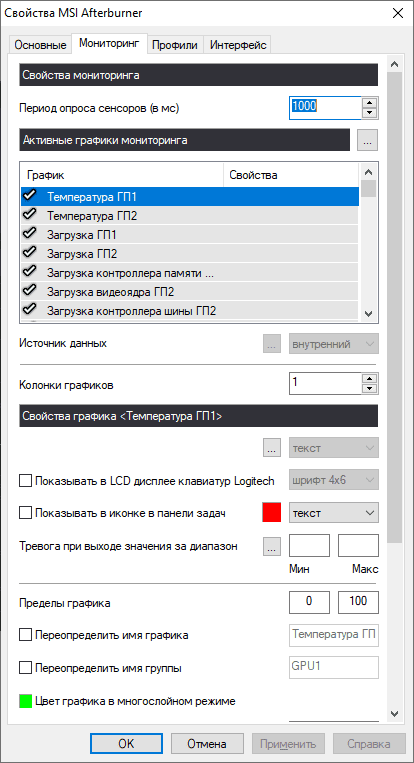 Свойства MSI Afterburner
Основные Мониторинг Профили Интерфейс
Свойства мониторинга
Период опроса сенсоров (в мс) 1000
Активные графики мониторинга ...
График Свойства
Температура ГП1
Температура ГП2
Загрузка ГП1
Загрузка ГП2
Загрузка контроллера памяти ...
Загрузка видеоядра ГП2
Загрузка контроллера шины ГП2
Источник данных ... внутренний
Колонки графиков 1
Свойства графика <Температура ГП1>
... текст
Показывать в LCD дисплее клавиатур Logitech шрифт 4x6
Показывать в иконке в панели задач текст
Тревога при выходе значения за диапазон ...
Мин Макс
Пределы графика 0 100
Переопределить имя графика Температура ГП
Переопределить имя группы GPU1
Цвет графика в многослойном режиме
OK Отмена Применить Справка